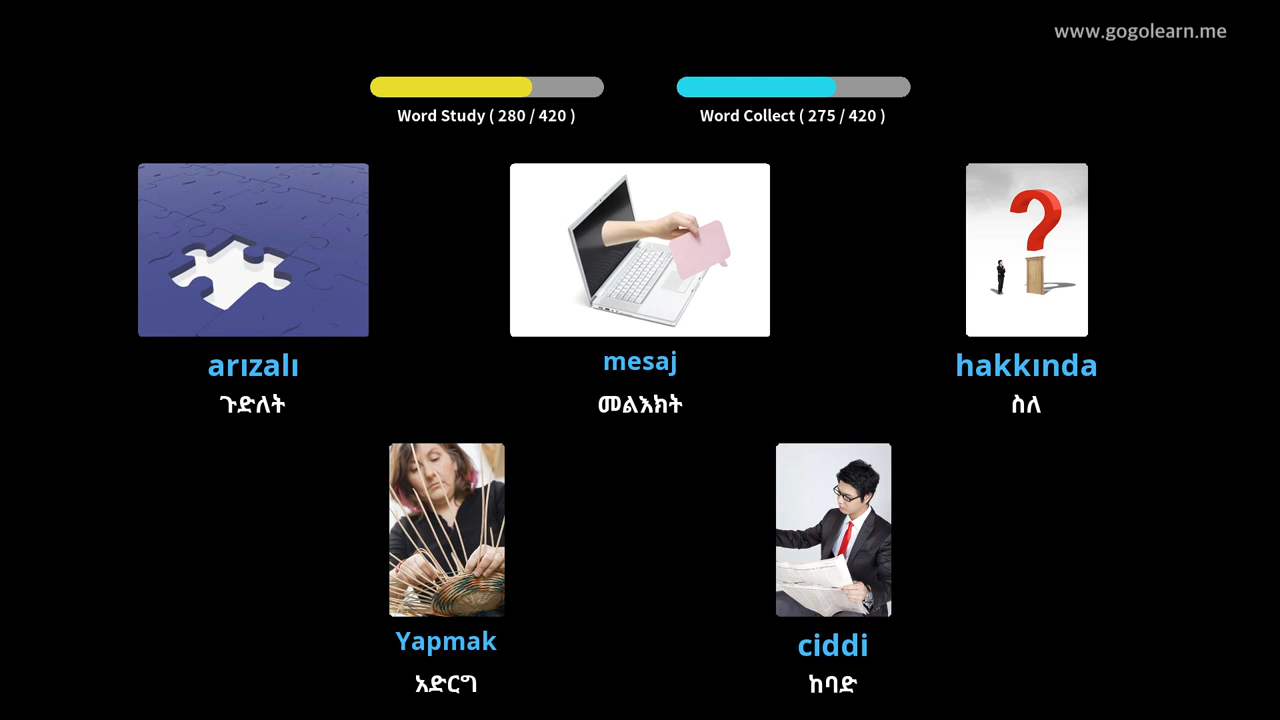 www.gogolearn.me
Word Study ( 280 / 420 )
Word Collect ( 275 / 420 )
arızalı
mesaj
hakkında
ጉድለት
መልእክት
ስለ
Yapmak
ciddi
አድርግ
ከባድ